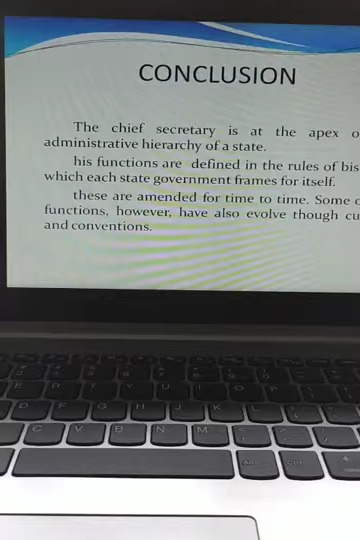 CONCLUSION
The chief secretary is at the apex o
administrative hierarchy of a state.
his functions are defined in the rules of bis
which each state government frames for itself.
these are amended for time to time. Some o
functions, however, have also evolve though cu
and conventions.
E R T Y U I O P
D F G H J K L
C V B N M
Alt Ctrl